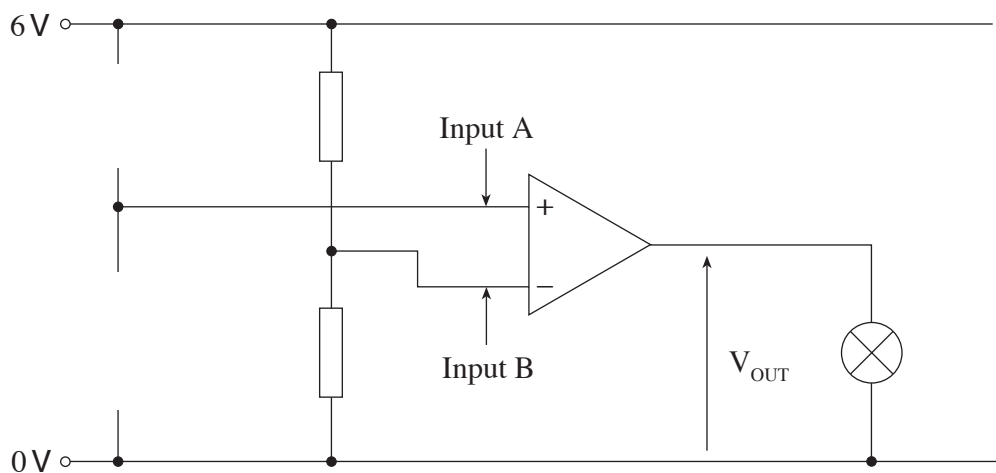 6 V
Input A
+
−
Input B
V_OUT
0 V